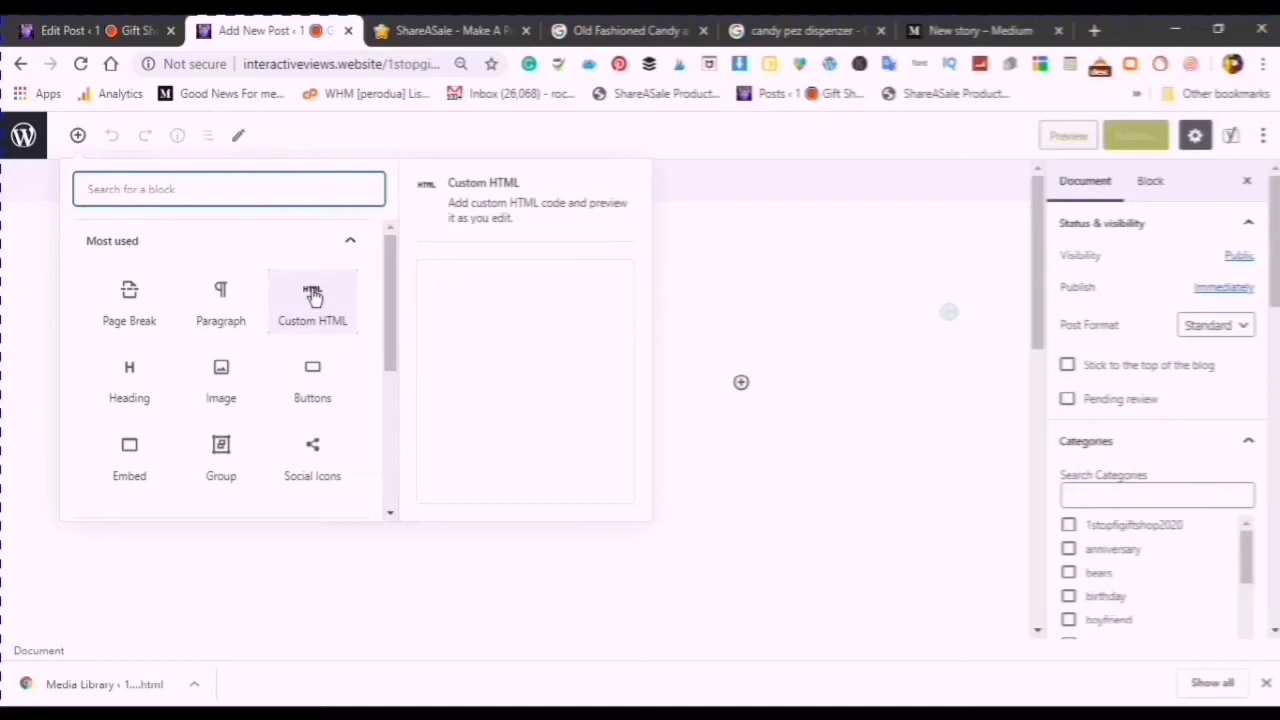 Edit Post ‹ 1 🔴 Gift Sh
Add New Post ‹ 1 🔴 G
ShareASale - Make A P
Old Fashioned Candy a
candy pez dispenzer -
New story – Medium
Not secure
interactiveviews.website/1stopgi...
Apps
Analytics
Good News For me...
WHM [perodua] Lis...
Inbox (26,068) - roc...
ShareASale Product...
Posts ‹ 1 🔴 Gift Sh...
ShareASale Product...
Other bookmarks
Preview
Search for a block
HTML
Custom HTML
Add custom HTML code and preview
it as you edit.
Most used
Page Break
Paragraph
Custom HTML
Heading
Image
Buttons
Embed
Group
Social Icons
Document
Block
Status & visibility
Visibility
Public
Publish
Immediately
Post Format
Standard
Stick to the top of the blog
Pending review
Categories
Search Categories
1stopfigiftshop2020
anniversary
bears
birthday
boyfriend
Document
Media Library ‹ 1....html
Show all